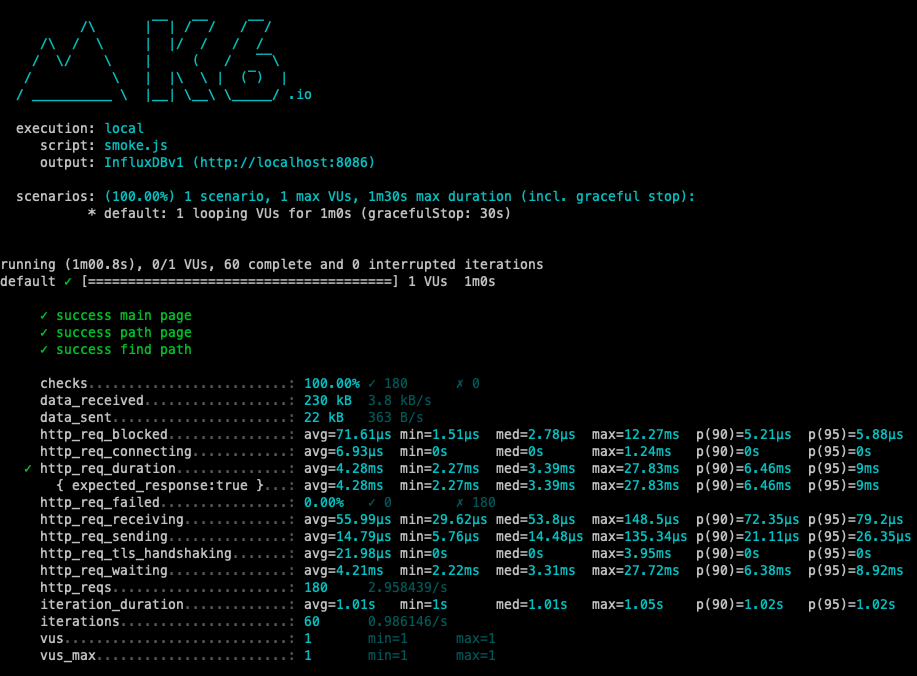 .io
execution: local
script: smoke.js
output: InfluxDBv1 (http://localhost:8086)
scenarios: (100.00%) 1 scenario, 1 max VUs, 1m30s max duration (incl. graceful stop):
* default: 1 looping VUs for 1m0s (gracefulStop: 30s)
running (1m00.8s), 0/1 VUs, 60 complete and 0 interrupted iterations
default ✓ [======================================] 1 VUs  1m0s
✓ success main page
✓ success path page
✓ success find path
checks.........................: 100.00% ✓ 180      ✗ 0
data_received..................: 230 kB  3.8 kB/s
data_sent......................: 22 kB   363 B/s
http_req_blocked...............: avg=71.61µs min=1.51µs  med=2.78µs  max=12.27ms  p(90)=5.21µs  p(95)=5.88µs
http_req_connecting............: avg=6.93µs  min=0s      med=0s      max=1.24ms   p(90)=0s      p(95)=0s
✓ http_req_duration..............: avg=4.28ms  min=2.27ms  med=3.39ms  max=27.83ms  p(90)=6.46ms  p(95)=9ms
{ expected_response:true }...: avg=4.28ms  min=2.27ms  med=3.39ms  max=27.83ms  p(90)=6.46ms  p(95)=9ms
http_req_failed................: 0.00%   ✓ 0        ✗ 180
http_req_receiving.............: avg=55.99µs min=29.62µs med=53.8µs  max=148.5µs  p(90)=72.35µs p(95)=79.2µs
http_req_sending...............: avg=14.79µs min=5.76µs  med=14.48µs max=135.34µs p(90)=21.11µs p(95)=26.35µs
http_req_tls_handshaking.......: avg=21.98µs min=0s      med=0s      max=3.95ms   p(90)=0s      p(95)=0s
http_req_waiting...............: avg=4.21ms  min=2.22ms  med=3.31ms  max=27.72ms  p(90)=6.38ms  p(95)=8.92ms
http_reqs......................: 180     2.958439/s
iteration_duration.............: avg=1.01s   min=1s      med=1.01s   max=1.05s    p(90)=1.02s   p(95)=1.02s
iterations.....................: 60      0.986146/s
vus............................: 1       min=1      max=1
vus_max........................: 1       min=1      max=1